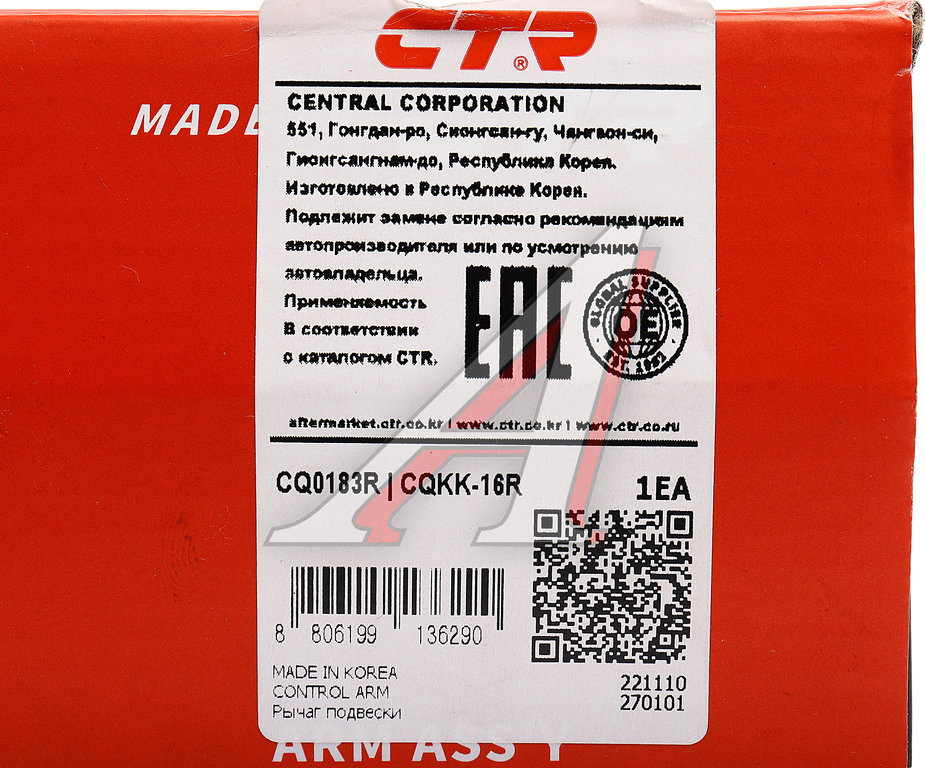 CTR®
CENTRAL CORPORATION
MADE
551, Гонгдан-ро, Сионгсан-гу, Чангвон-си,
Гионгсангнам-до, Республика Корея.
Изготовлено в Республике Корея.
Подлежит замене согласно рекомендациям
автопроизводителя или по усмотрению
автовладельца.
Применяемость
В соответствии
с каталогом CTR.
EAC
GLOBAL SUPPLIER
OE
EST. 1952
aftermarket.ctr.co.kr | www.ctr.co.kr | www.ctr.co.ru
CQ0183R | CQKK-16R
1EA
8 806199 136290
MADE IN KOREA
CONTROL ARM
Рычаг подвески
221110
270101
ARM ASS'Y